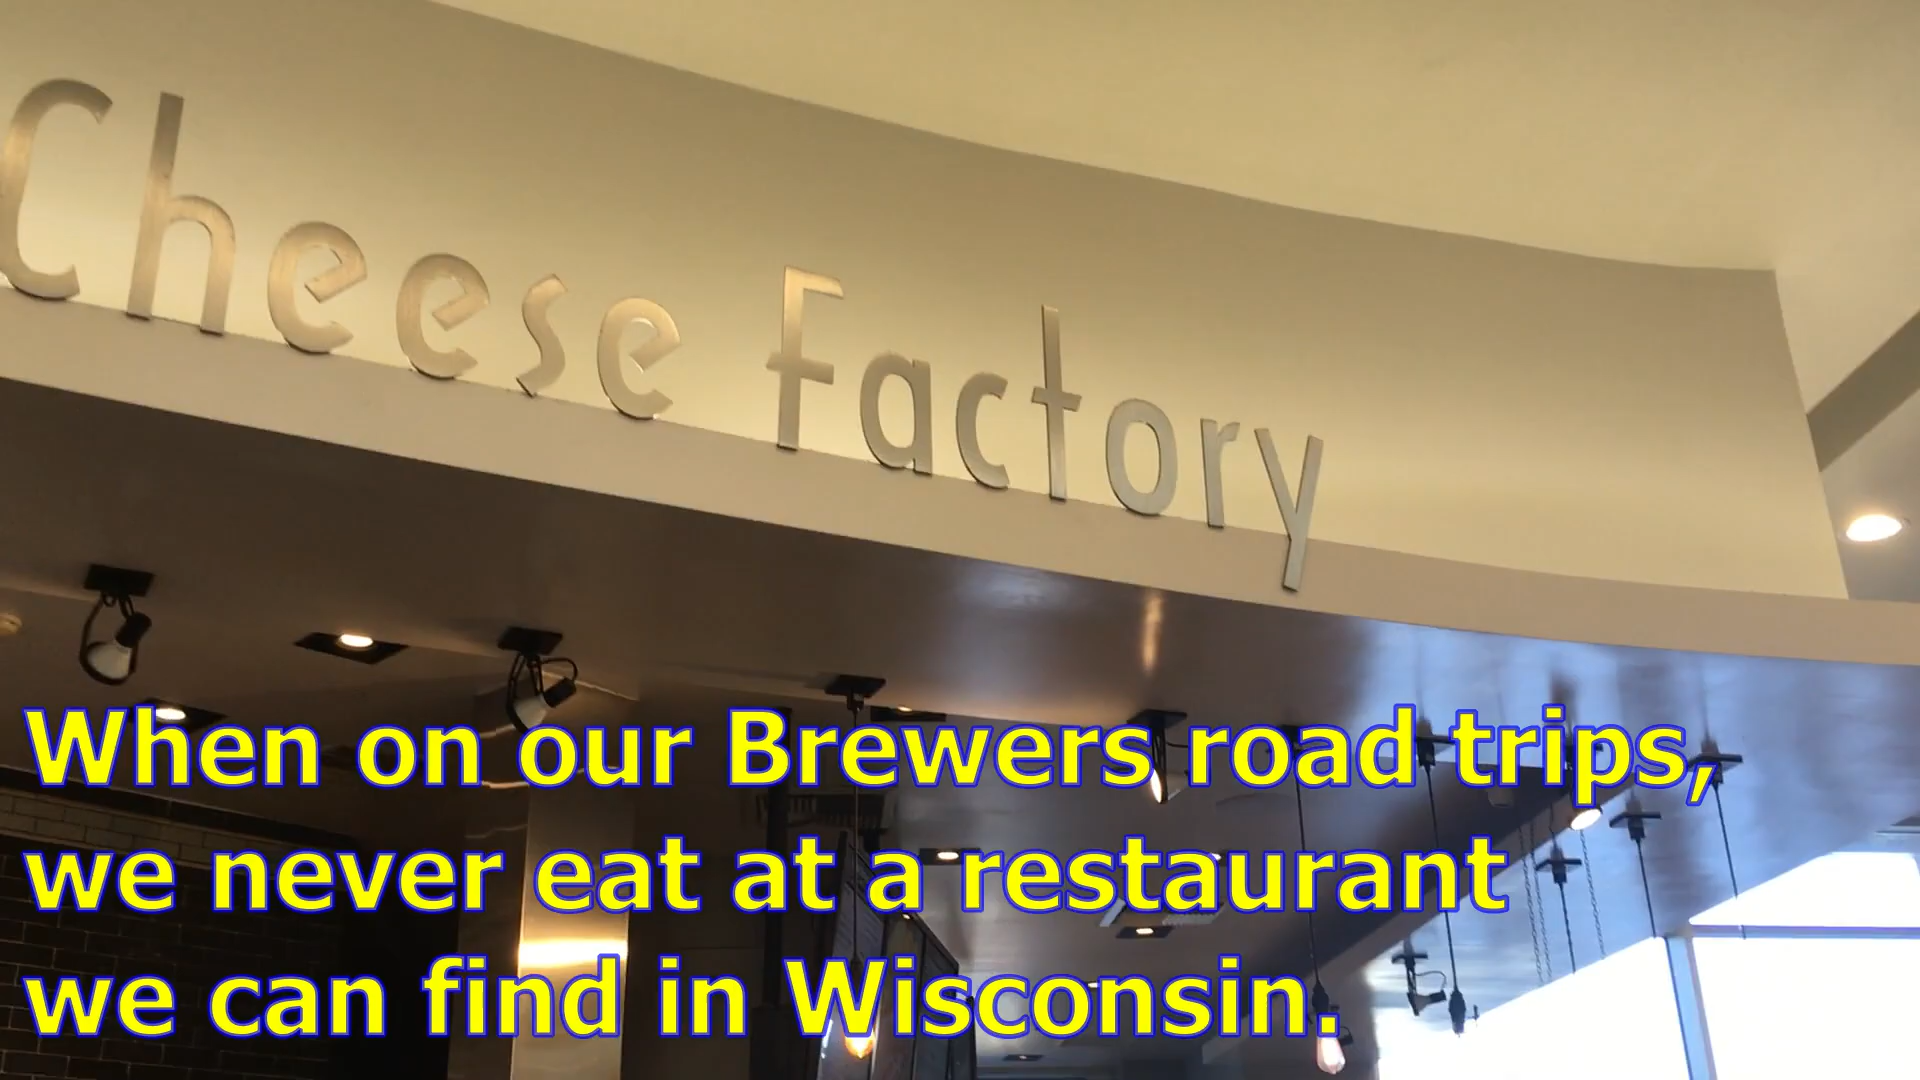 Cheese Factory
When on our Brewers road trips,
we never eat at a restaurant
we can find in Wisconsin.